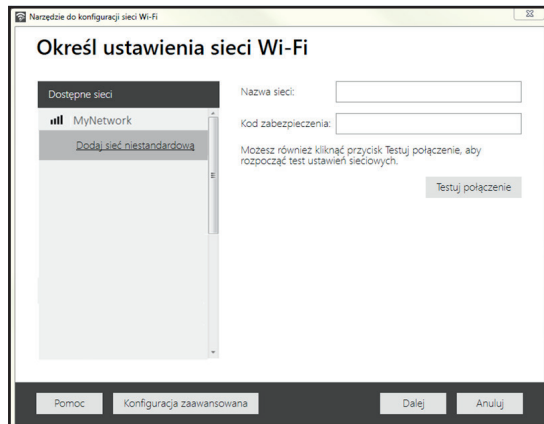 Narzędzie do konfiguracji sieci Wi-Fi
Określ ustawienia sieci Wi-Fi
Dostępne sieci
MyNetwork
Dodaj sieć niestandardową
Nazwa sieci:
Kod zabezpieczenia:
Możesz również kliknąć przycisk Testuj połączenie, aby
rozpocząć test ustawień sieciowych.
Testuj połączenie
Pomoc
Konfiguracja zaawansowana
Dalej
Anuluj